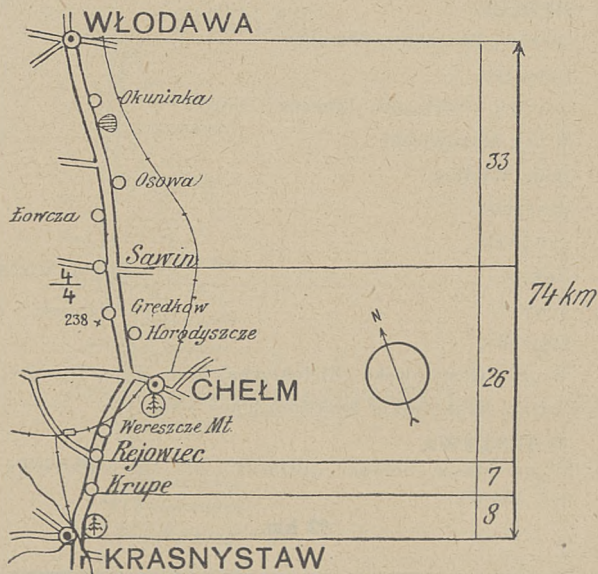 WŁODAWA
Okuninka
33
Osowa
Łowcza
Sawin
4
4
74 km
Grędków
238
Horodyszcze
N
26
CHEŁM
Wereszcze Mł.
Rejowiec
7
Krupe
8
KRASNYSTAW